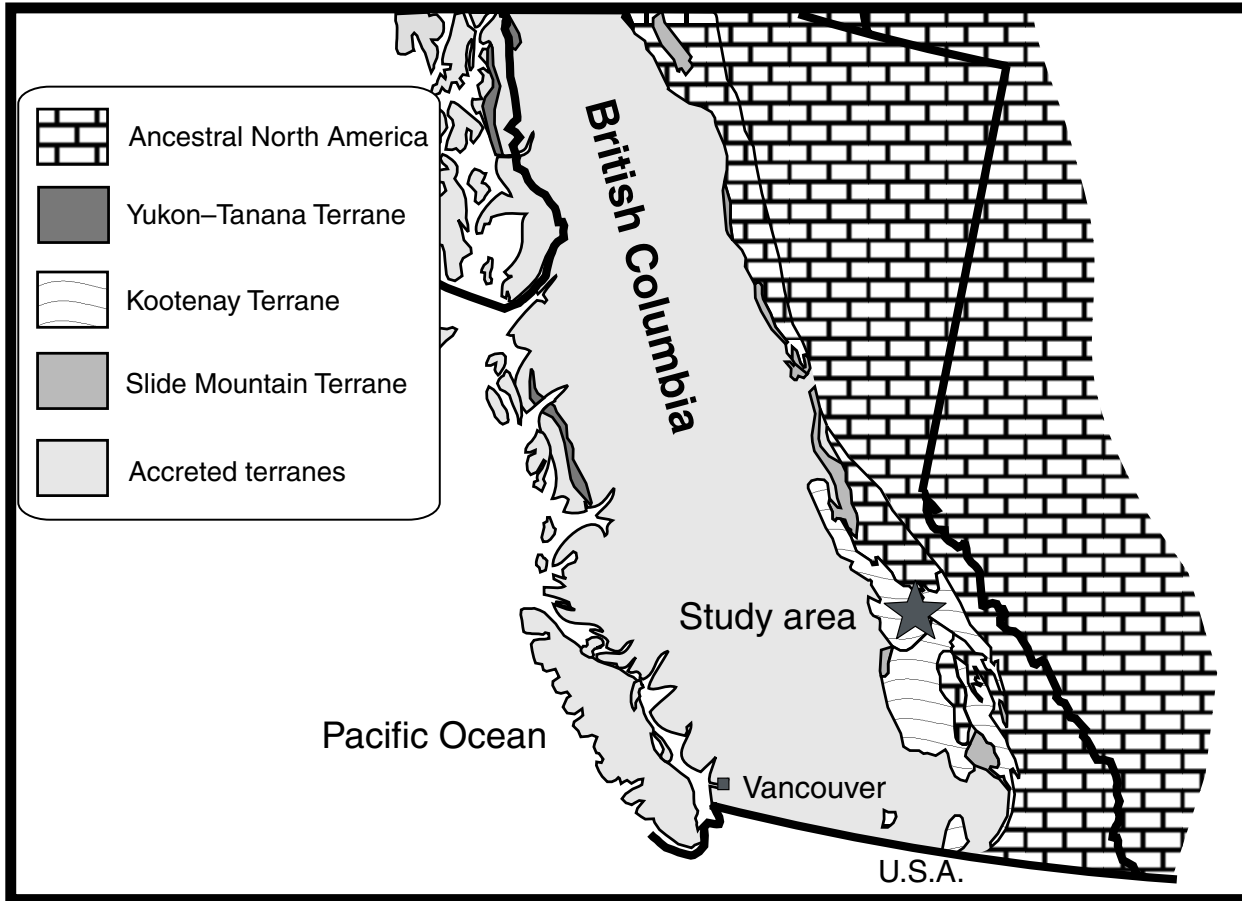 Ancestral North America
Yukon–Tanana Terrane
Kootenay Terrane
Slide Mountain Terrane
Accreted terranes
British Columbia
Study area
Pacific Ocean
Vancouver
U.S.A.